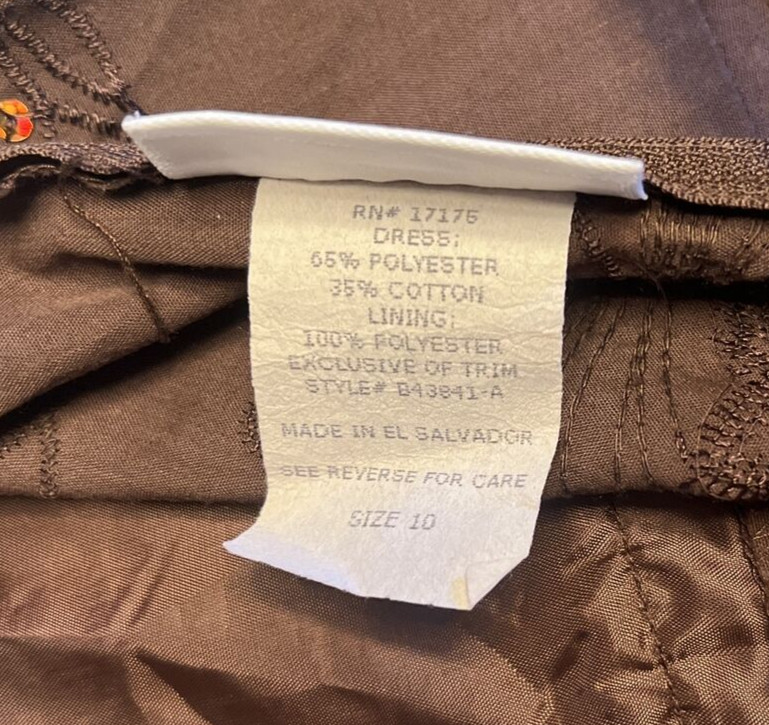 RN# 17175
DRESS:
65% POLYESTER
35% COTTON
LINING:
100% POLYESTER
EXCLUSIVE OF TRIM
STYLE# B43841-A
MADE IN EL SALVADOR
SEE REVERSE FOR CARE
SIZE 10